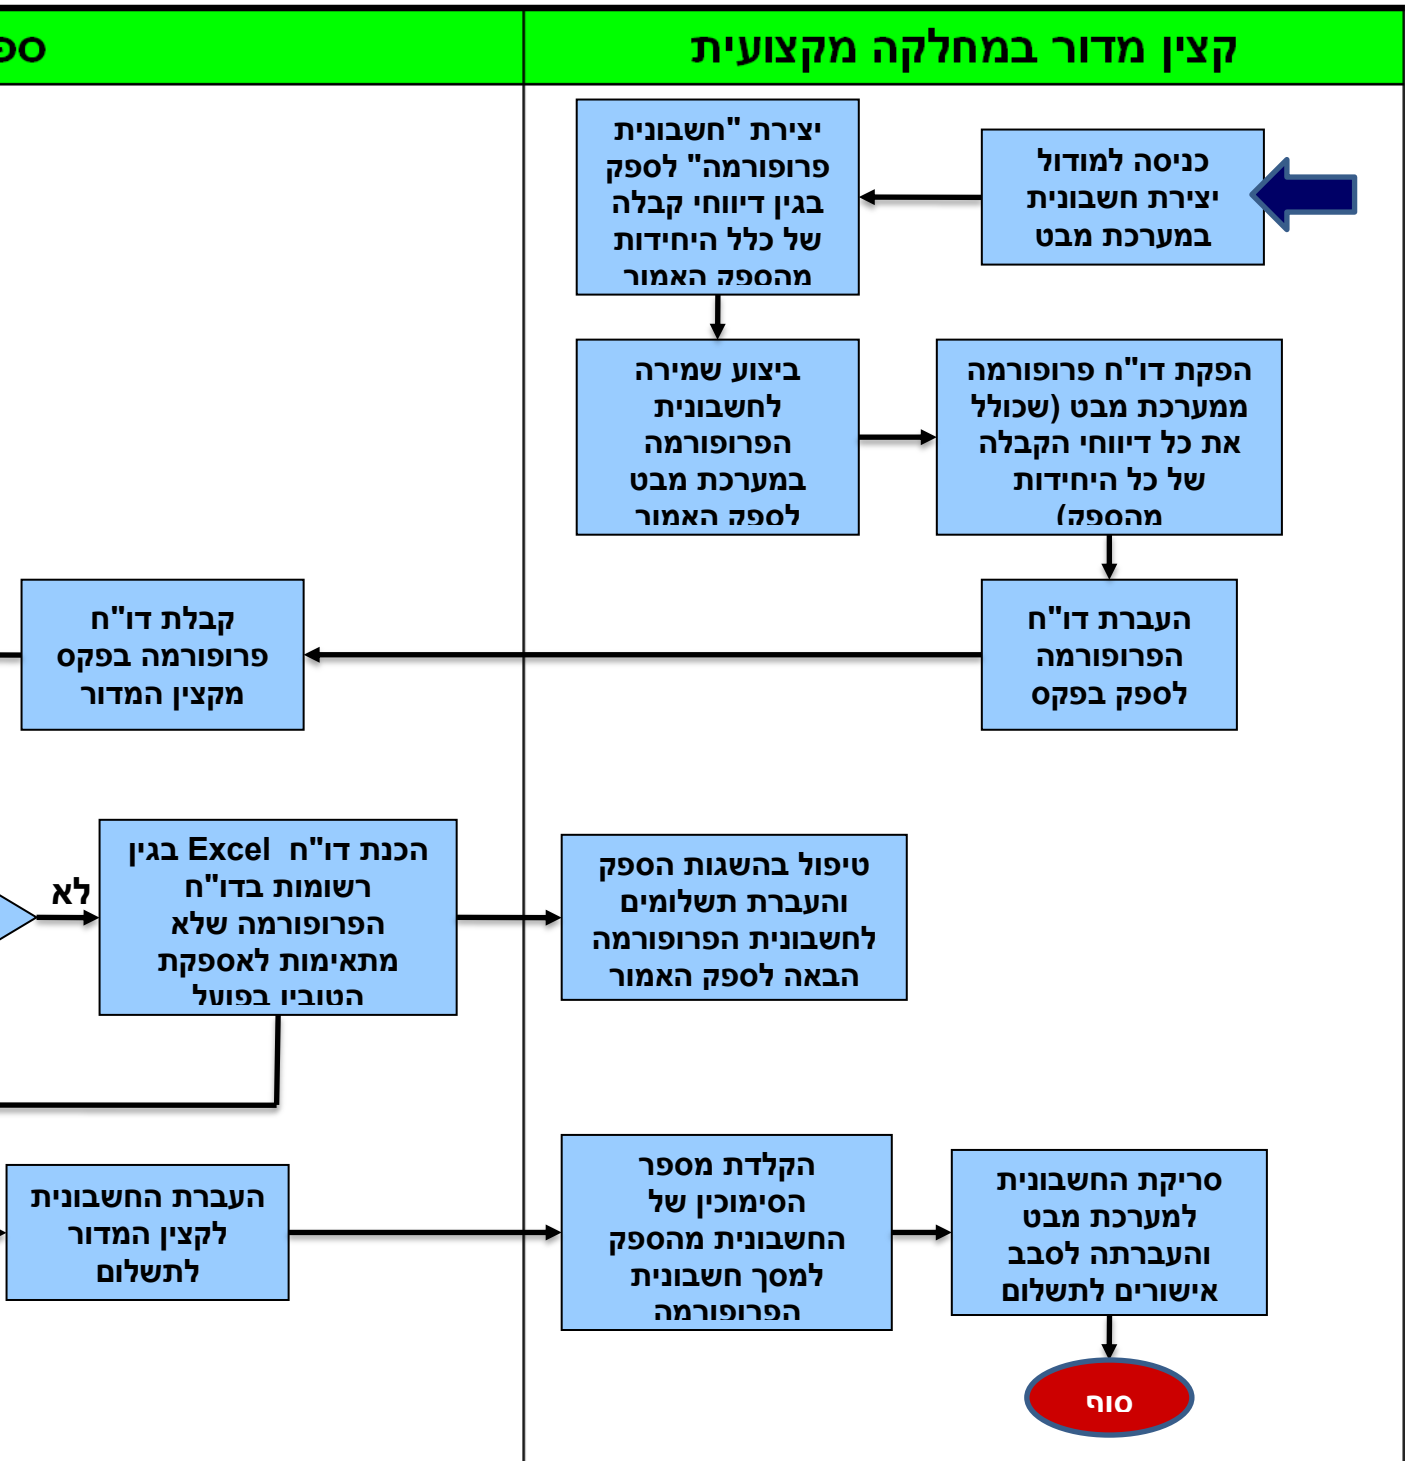 קצין מדור במחלקה מקצועית
כניסה למודול
יצירת חשבונית
במערכת מבט
יצירת "חשבונית
פרופורמה" לספק
בגין דיווחי קבלה
של כלל היחידות
מהספק האמור
ביצוע שמירה
לחשבונית
הפרופורמה
במערכת מבט
לספק האמור
הפקת דו"ח פרופורמה
ממערכת מבט (שכולל
את כל דיווחי הקבלה
של כל היחידות
מהספק)
העברת דו"ח
הפרופורמה
לספק בפקס
קבלת דו"ח
פרופורמה בפקס
מקצין המדור
לא
הכנת דו"ח Excel בגין
רשומות בדו"ח
הפרופורמה שלא
מתאימות לאספקת
הטובין בפועל
טיפול בהשגות הספק
והעברת תשלומים
לחשבונית הפרופורמה
הבאה לספק האמור
העברת החשבונית
לקצין המדור
לתשלום
הקלדת מספר
הסימוכין של
החשבונית מהספק
למסך חשבונית
הפרופורמה
סריקת החשבונית
למערכת מבט
והעברתה לסבב
אישורים לתשלום
סוף